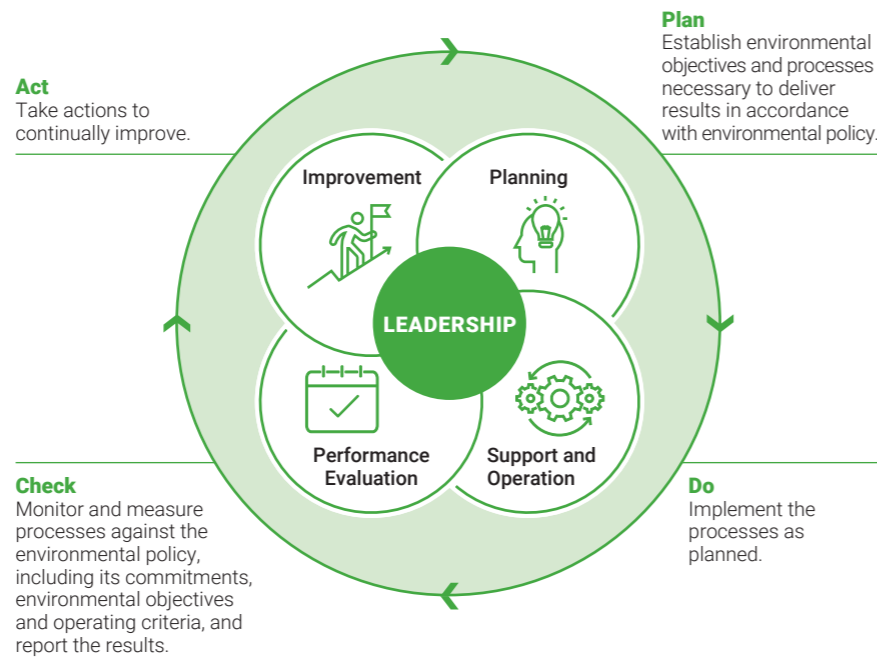 Plan
Establish environmental
objectives and processes
necessary to deliver
results in accordance
with environmental policy.
Act
Take actions to
continually improve.
Improvement
Planning
LEADERSHIP
Performance
Evaluation
Support and
Operation
Check
Monitor and measure
processes against the
environmental policy,
including its commitments,
environmental objectives
and operating criteria, and
report the results.
Do
Implement the
processes as
planned.